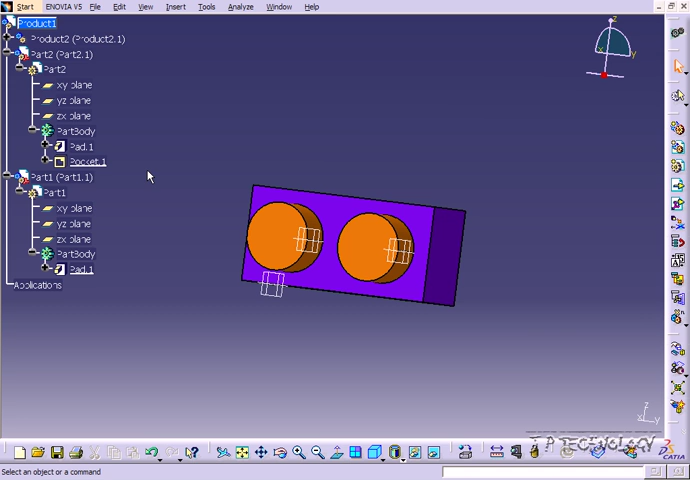 Start ENOVIA V5 File Edit View Insert Tools Analyze Window Help
Product1
Product2 (Product2.1)
Part2 (Part2.1)
Part2
xy plane
yz plane
zx plane
PartBody
Pad.1
Pocket.1
Part1 (Part1.1)
Part1
xy plane
yz plane
zx plane
PartBody
Pad.1
Applications
z
x
y
z
x
y
TECHNOLOGY
CATIA
Select an object or a command